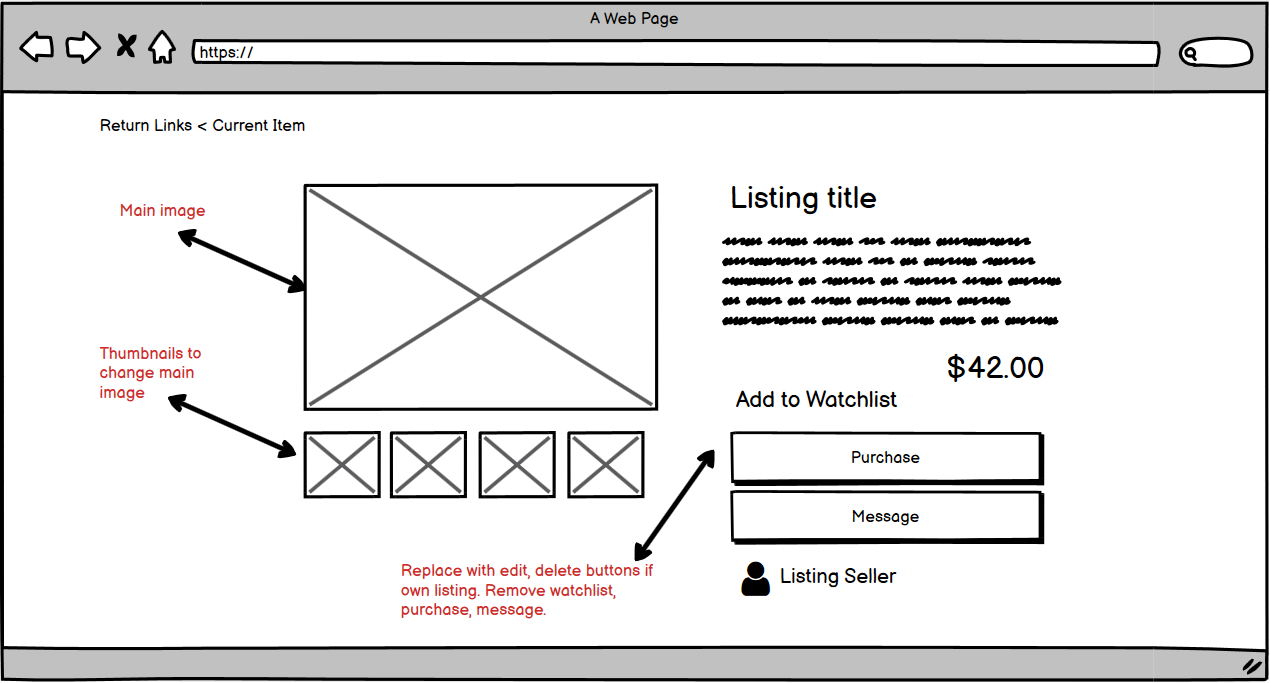 A Web Page
https://
Return Links < Current Item
Main image
Thumbnails to
change main
image
Listing title
$42.00
Add to Watchlist
Purchase
Message
Listing Seller
Replace with edit, delete buttons if
own listing. Remove watchlist,
purchase, message.